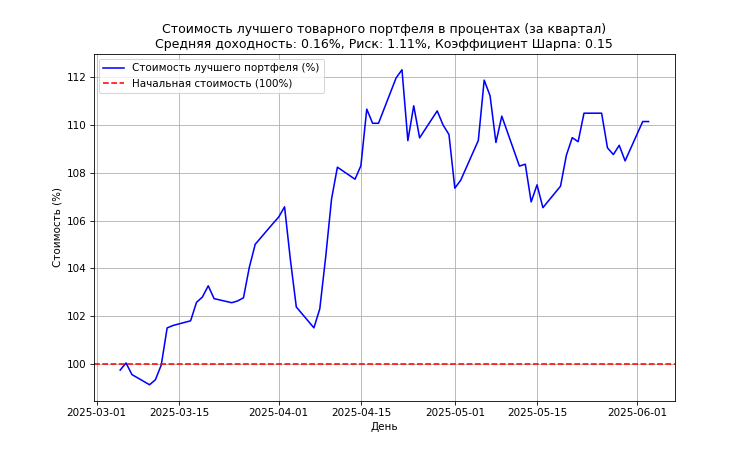 Стоимость лучшего товарного портфеля в процентах (за квартал)
Средняя доходность: 0.16%, Риск: 1.11%, Коэффициент Шарпа: 0.15
Стоимость лучшего портфеля (%)
Начальная стоимость (100%)
Стоимость (%)
112
110
108
106
104
102
100
2025-03-01
2025-03-15
2025-04-01
2025-04-15
2025-05-01
2025-05-15
2025-06-01
День